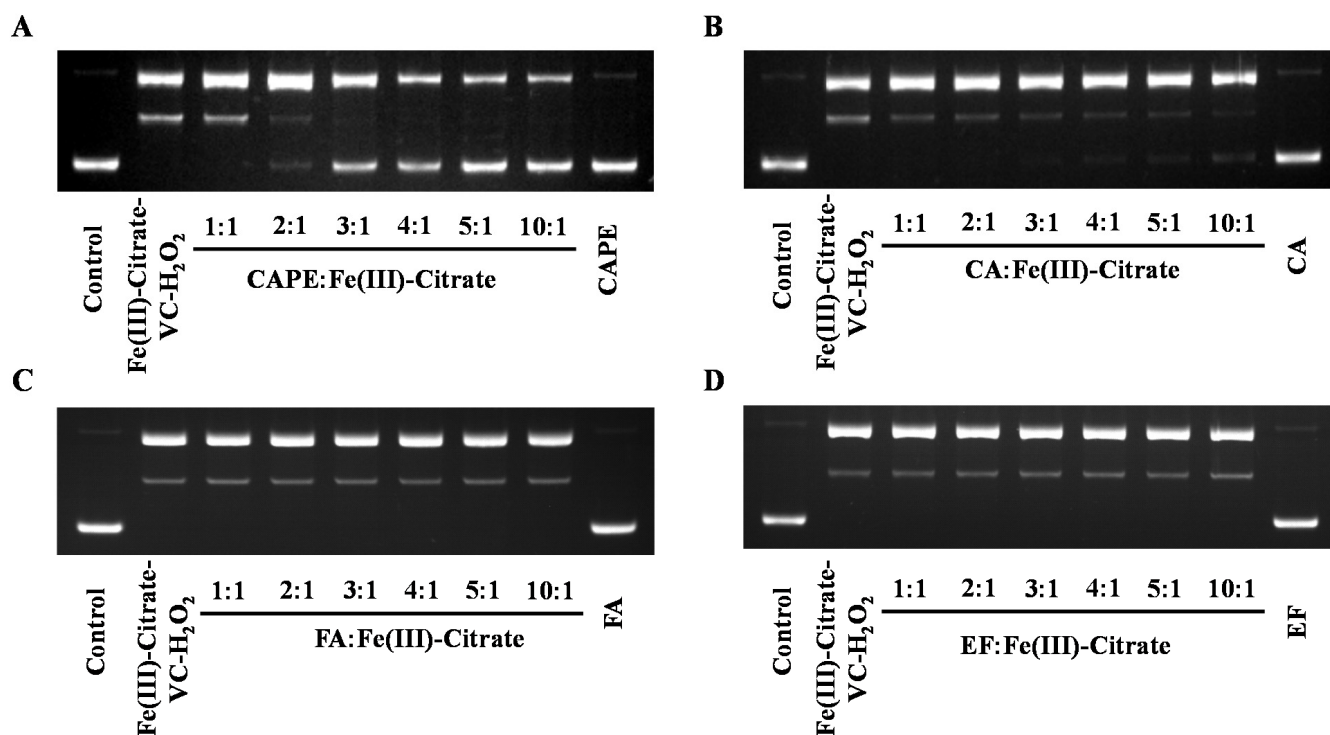 A
Control
Fe(III)-Citrate-
VC-H₂O₂
1:1 2:1 3:1 4:1 5:1 10:1
CAPE:Fe(III)-Citrate
CAPE
B
Control
Fe(III)-Citrate-
VC-H₂O₂
1:1 2:1 3:1 4:1 5:1 10:1
CA:Fe(III)-Citrate
CA
C
Control
Fe(III)-Citrate-
VC-H₂O₂
1:1 2:1 3:1 4:1 5:1 10:1
FA:Fe(III)-Citrate
FA
D
Control
Fe(III)-Citrate-
VC-H₂O₂
1:1 2:1 3:1 4:1 5:1 10:1
EF:Fe(III)-Citrate
EF